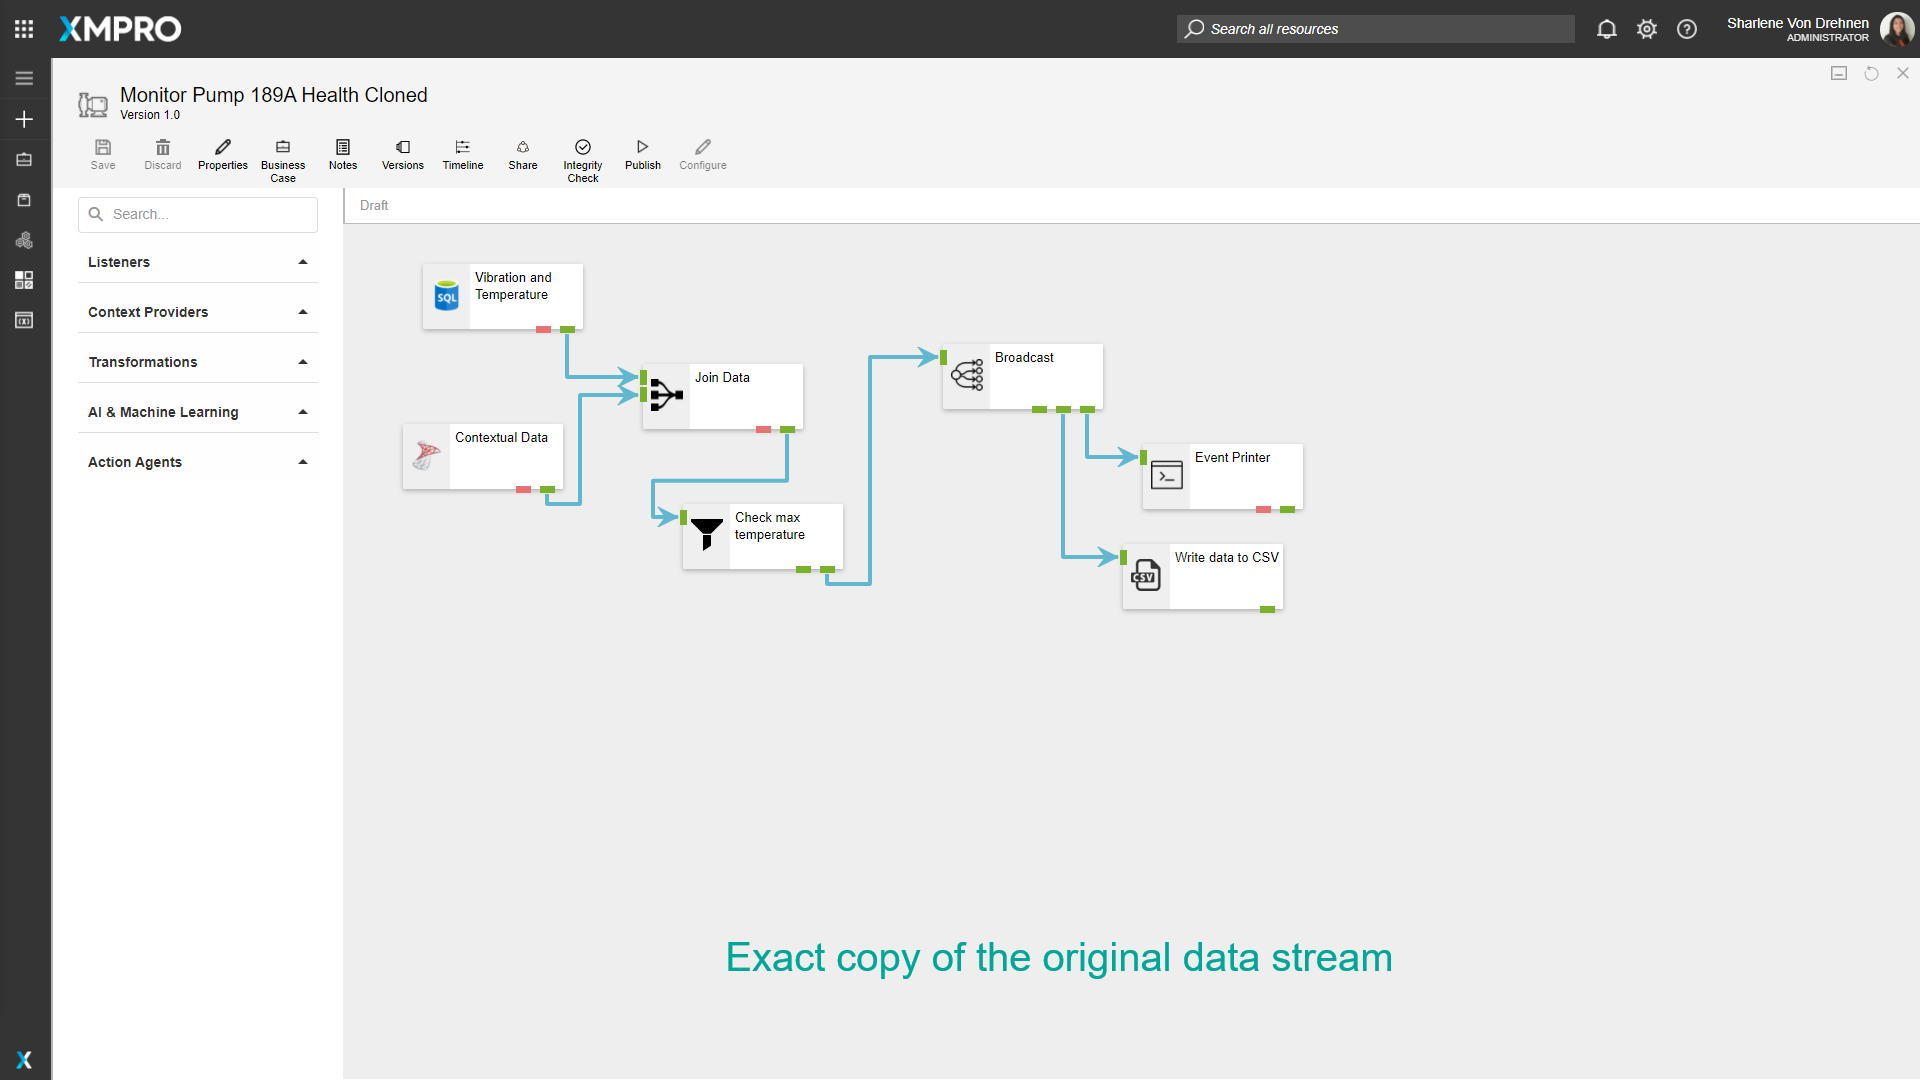 XMPRO
Search all resources
Sharlene Von Drehnen
ADMINISTRATOR
Monitor Pump 189A Health Cloned
Version 1.0
Save
Discard
Properties
Business
Case
Notes
Versions
Timeline
Share
Integrity
Check
Publish
Configure
Search...
Draft
Listeners
Context Providers
Transformations
AI & Machine Learning
Action Agents
SQL
Vibration and
Temperature
Join Data
Contextual Data
Check max
temperature
Broadcast
Event Printer
CSV
Write data to CSV
Exact copy of the original data stream